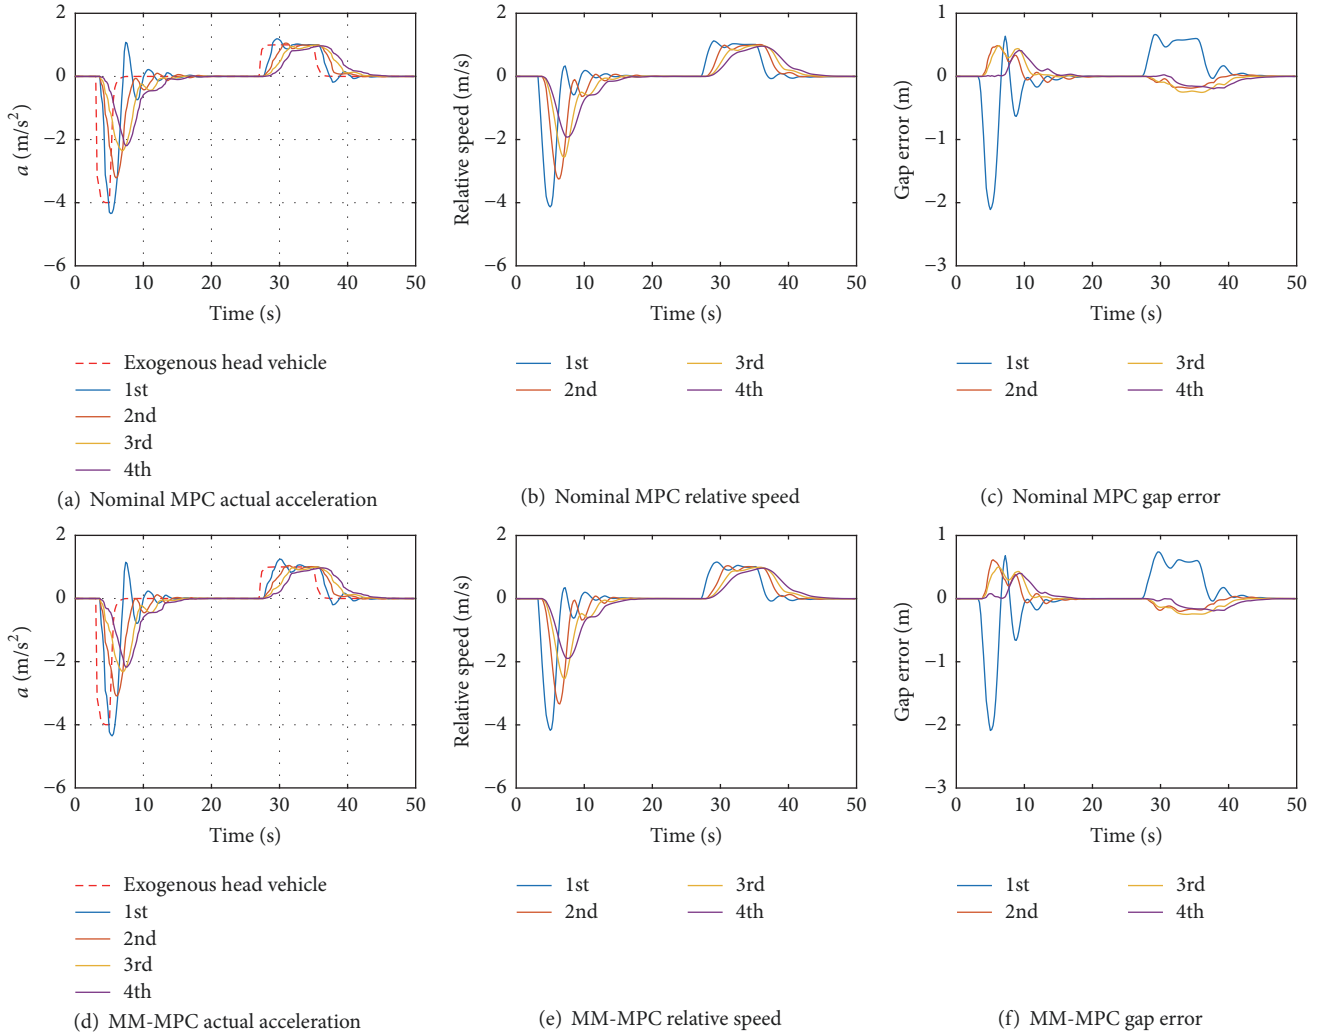 2
0
−2
−4
−6
a (m/s²)
0 10 20 30 40 50
Time (s)
Exogenous head vehicle
1st
2nd
3rd
4th
(a) Nominal MPC actual acceleration
2
0
−2
−4
−6
Relative speed (m/s)
0 10 20 30 40 50
Time (s)
1st 3rd
2nd 4th
(b) Nominal MPC relative speed
1
0
−1
−2
−3
Gap error (m)
0 10 20 30 40 50
Time (s)
1st 3rd
2nd 4th
(c) Nominal MPC gap error
2
0
−2
−4
−6
a (m/s²)
0 10 20 30 40 50
Time (s)
Exogenous head vehicle
1st
2nd
3rd
4th
(d) MM-MPC actual acceleration
2
0
−2
−4
−6
Relative speed (m/s)
0 10 20 30 40 50
Time (s)
1st 3rd
2nd 4th
(e) MM-MPC relative speed
1
0
−1
−2
−3
Gap error (m)
0 10 20 30 40 50
Time (s)
1st 3rd
2nd 4th
(f) MM-MPC gap error